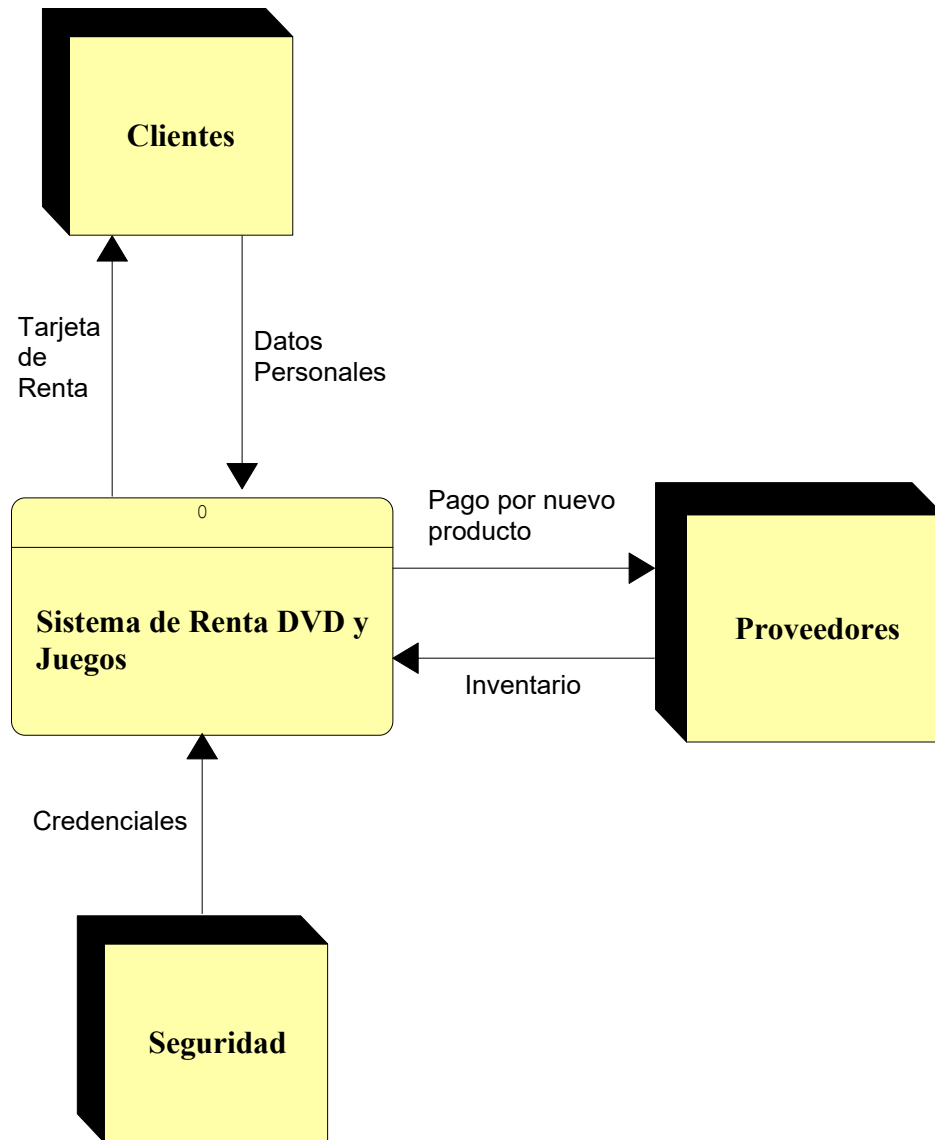 Clientes
Tarjeta
de
Renta
Datos
Personales
0
Sistema de Renta DVD y
Juegos
Pago por nuevo
producto
Proveedores
Inventario
Credenciales
Seguridad